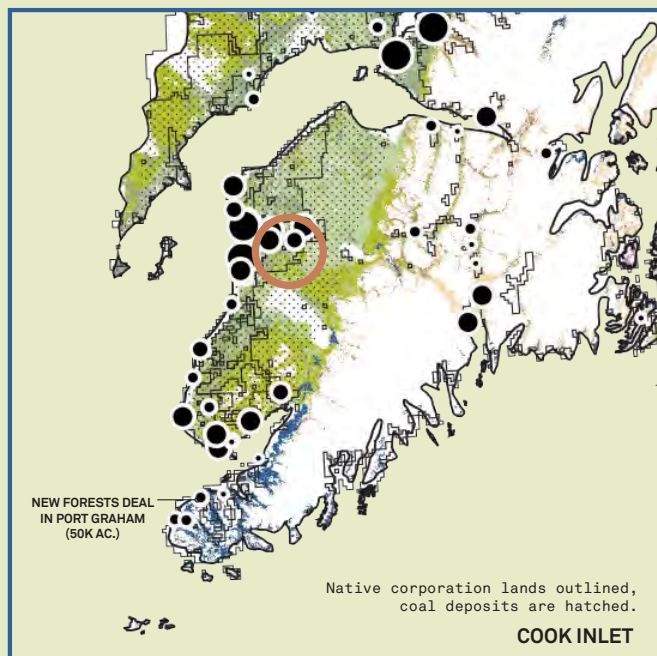 NEW FORESTS DEAL
IN PORT GRAHAM
(50K AC.)
Native corporation lands outlined,
coal deposits are hatched.
COOK INLET